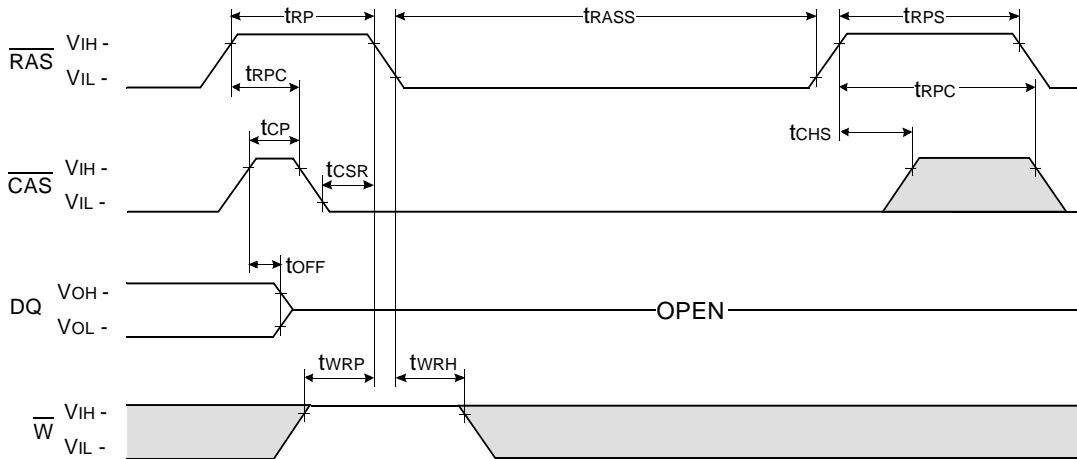 tRP tRASS tRPS
RAS VIH -
VIL -
tRPC tRPC
tCP tCHS
CAS VIH -
VIL -
tCSR
tOFF
DQ VOH -
VOL -
OPEN
tWRP tWRH
W VIH -
VIL -